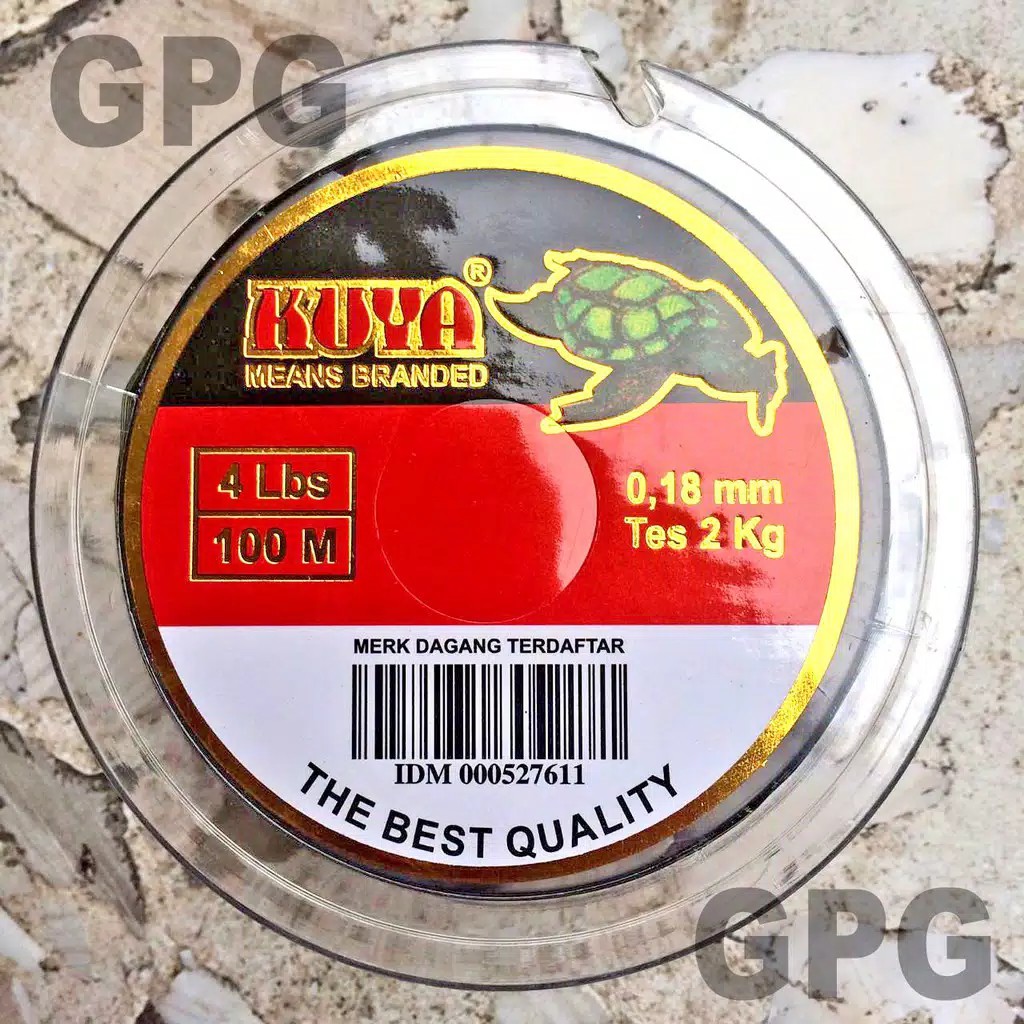 GPG
KUYA®
MEANS BRANDED
4 Lbs
100 M
0,18 mm
Tes 2 Kg
MERK DAGANG TERDAFTAR
IDM 000527611
THE BEST QUALITY
GPG